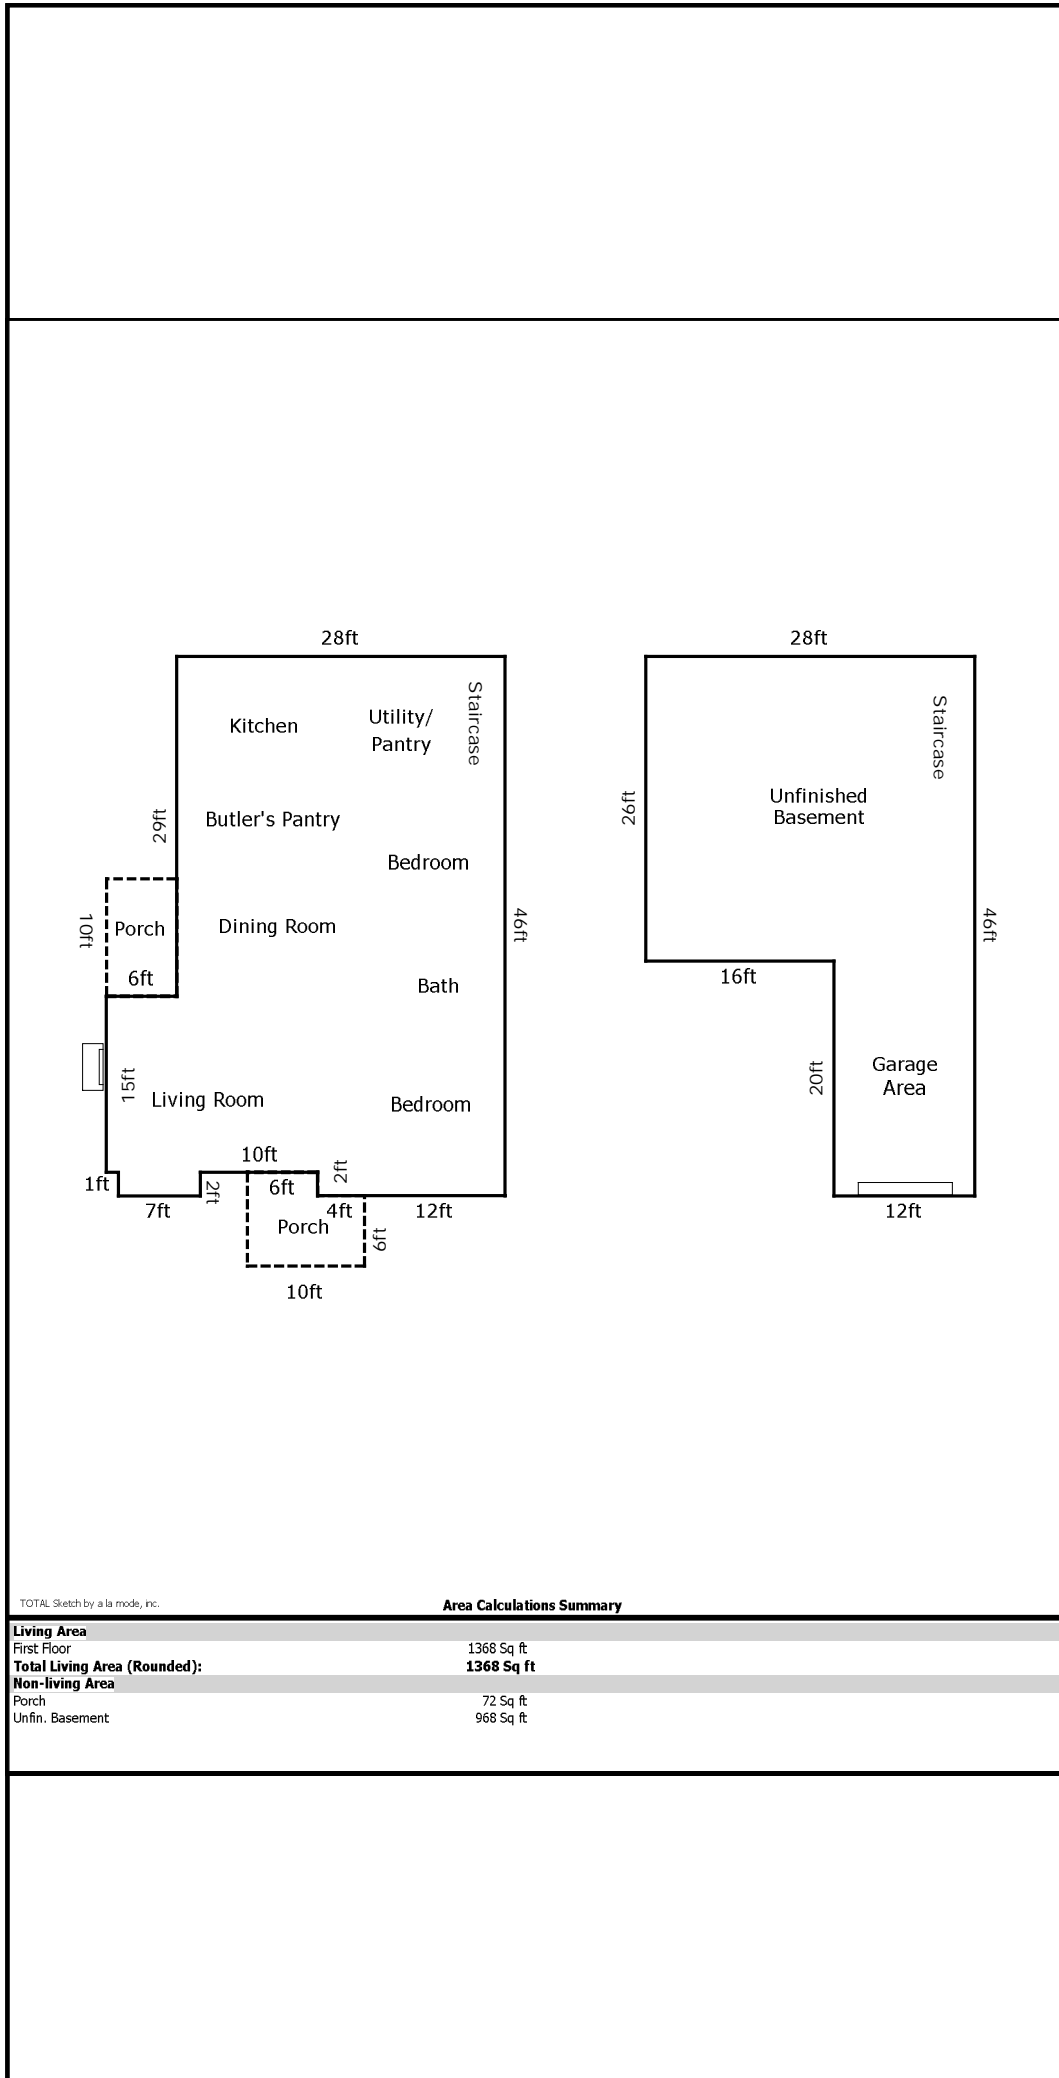 28ft
28ft
Kitchen
Utility/
Pantry
Staircase
Staircase
29ft
Butler's Pantry
26ft
Unfinished
Basement
Bedroom
10ft
Porch
Dining Room
46ft
46ft
6ft
16ft
Bath
15ft
Living Room
Bedroom
20ft
Garage
Area
10ft
2ft
1ft
7ft
2ft
6ft
4ft
12ft
12ft
Porch
6ft
10ft
TOTAL Sketch by a la mode, inc.
Area Calculations Summary
Living Area
First Floor 1368 Sq ft
Total Living Area (Rounded): 1368 Sq ft
Non-living Area
Porch 72 Sq ft
Unfin. Basement 968 Sq ft